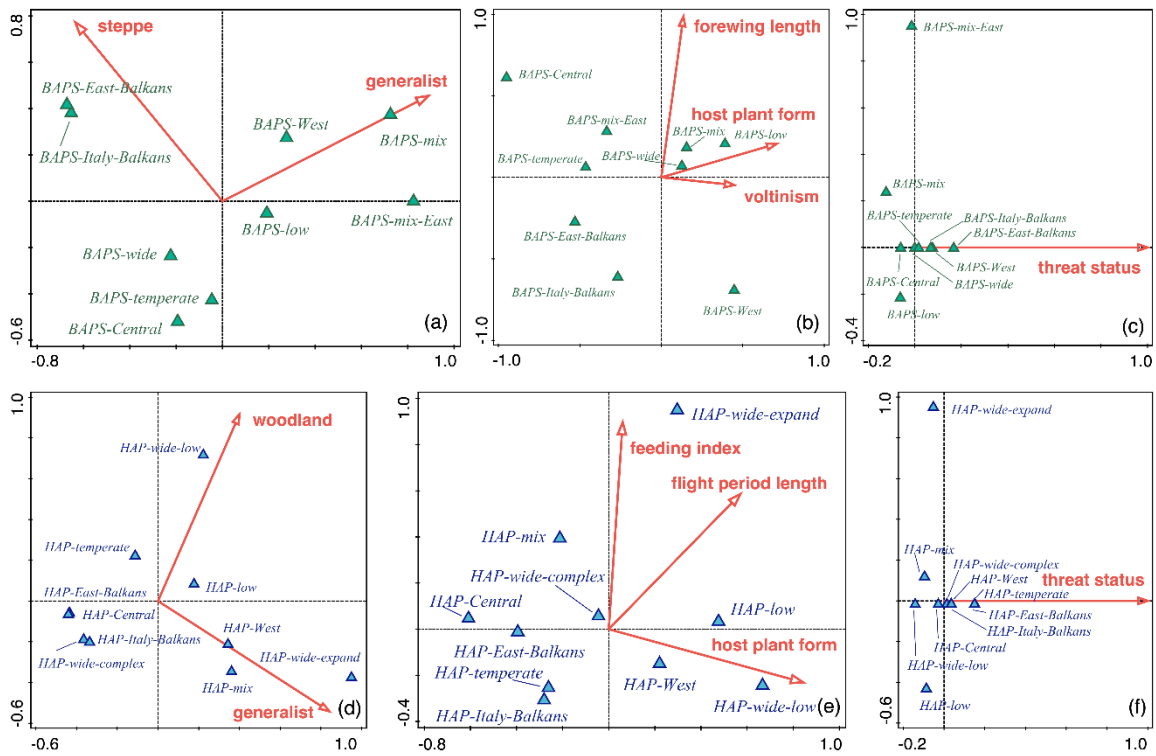 0.8
steppe
BAPS-East-Balkans
generalist
BAPS-West
BAPS-mix
BAPS-Italy-Balkans
BAPS-low
BAPS-mix-East
BAPS-wide
BAPS-temperate
BAPS-Central
(a)
-0.6
-0.8
1.0
1.0
forewing length
BAPS-Central
host plant form
BAPS-mix-East
BAPS-mix
BAPS-low
BAPS-temperate
BAPS-wide
voltinism
BAPS-East-Balkans
BAPS-Italy-Balkans
BAPS-West
(b)
-1.0
-1.0
1.0
1.0
BAPS-mix-East
BAPS-mix
BAPS-temperate
BAPS-Italy-Balkans
BAPS-East-Balkans
threat status
BAPS-West
BAPS-Central
BAPS-wide
BAPS-low
(c)
-0.4
-0.2
1.0
1.0
woodland
HAP-wide-low
HAP-temperate
HAP-low
HAP-East-Balkans
HAP-Central
HAP-Italy-Balkans
HAP-West
HAP-wide-complex
HAP-wide-expand
HAP-mix
generalist
(d)
-0.6
-0.6
1.0
1.0
HAP-wide-expand
feeding index
flight period length
HAP-mix
HAP-wide-complex
HAP-Central
HAP-low
HAP-East-Balkans
host plant form
HAP-temperate
HAP-West
HAP-Italy-Balkans
HAP-wide-low
(e)
-0.4
-0.8
1.0
1.0
HAP-wide-expand
HAP-mix
HAP-wide-complex
HAP-West
threat status
HAP-temperate
HAP-East-Balkans
HAP-Italy-Balkans
HAP-Central
HAP-wide-low
HAP-low
(f)
-0.6
-0.2
1.0